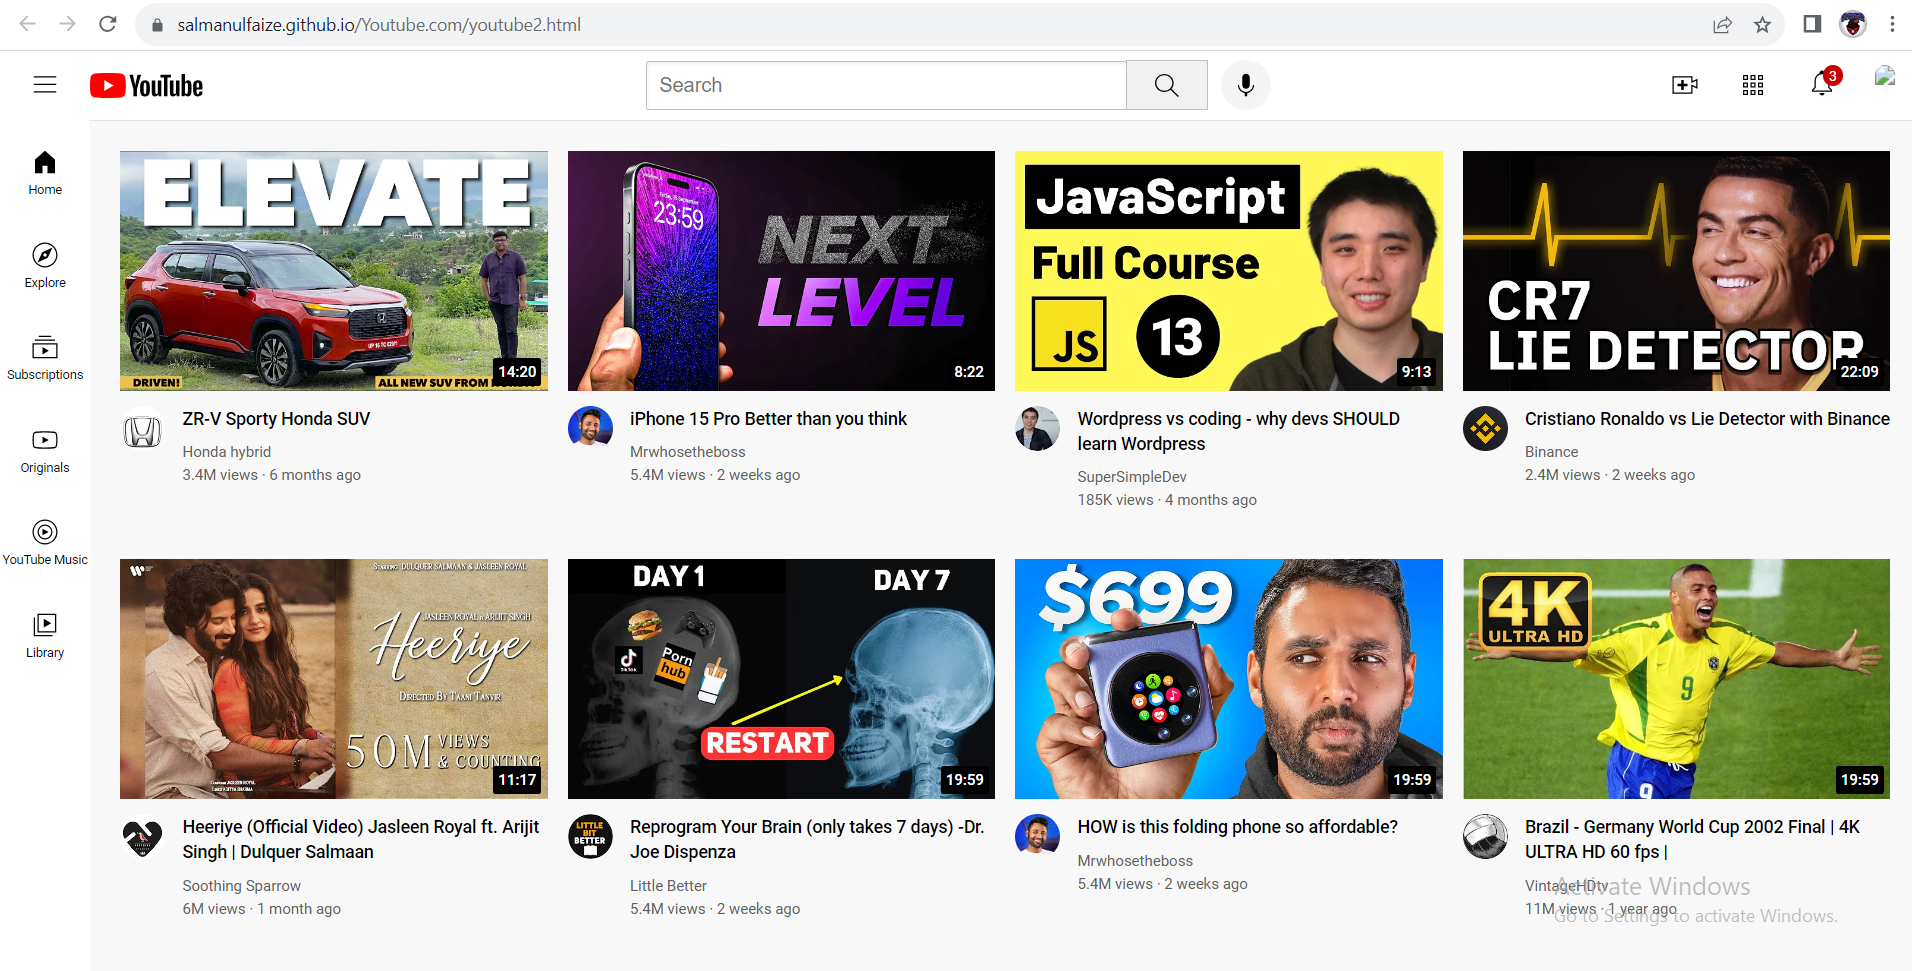 salmanulfaize.github.io/Youtube.com/youtube2.html
YouTube
Search
3
Home
Explore
Subscriptions
Originals
YouTube Music
Library
ELEVATE
DRIVEN!
ALL NEW SUV FROM
14:20
ZR-V Sporty Honda SUV
Honda hybrid
3.4M views · 6 months ago
23:59
NEXT
LEVEL
8:22
iPhone 15 Pro Better than you think
Mrwhosetheboss
5.4M views · 2 weeks ago
JavaScript
Full Course
JS
13
9:13
Wordpress vs coding - why devs SHOULD
learn Wordpress
SuperSimpleDev
185K views · 4 months ago
CR7
LIE DETECTOR
22:09
Cristiano Ronaldo vs Lie Detector with Binance
Binance
2.4M views · 2 weeks ago
STARRING DULQUER SALMAAN & JASLEEN ROYAL
JASLEEN ROYAL ft ARIJIT SINGH
Heeriye
DIRECTED BY TAANI TANVIR
50M VIEWS
& COUNTING
11:17
Heeriye (Official Video) Jasleen Royal ft. Arijit
Singh | Dulquer Salmaan
Soothing Sparrow
6M views · 1 month ago
DAY 1
DAY 7
TikTok
Porn
hub
RESTART
19:59
LITTLE
BIT
BETTER
Reprogram Your Brain (only takes 7 days) -Dr.
Joe Dispenza
Little Better
5.4M views · 2 weeks ago
$699
19:59
HOW is this folding phone so affordable?
Mrwhosetheboss
5.4M views · 2 weeks ago
4K
ULTRA HD
9
9
19:59
Brazil - Germany World Cup 2002 Final | 4K
ULTRA HD 60 fps |
VintageHDtv
11M views · 1 year ago
Activate Windows
Go to Settings to activate Windows.